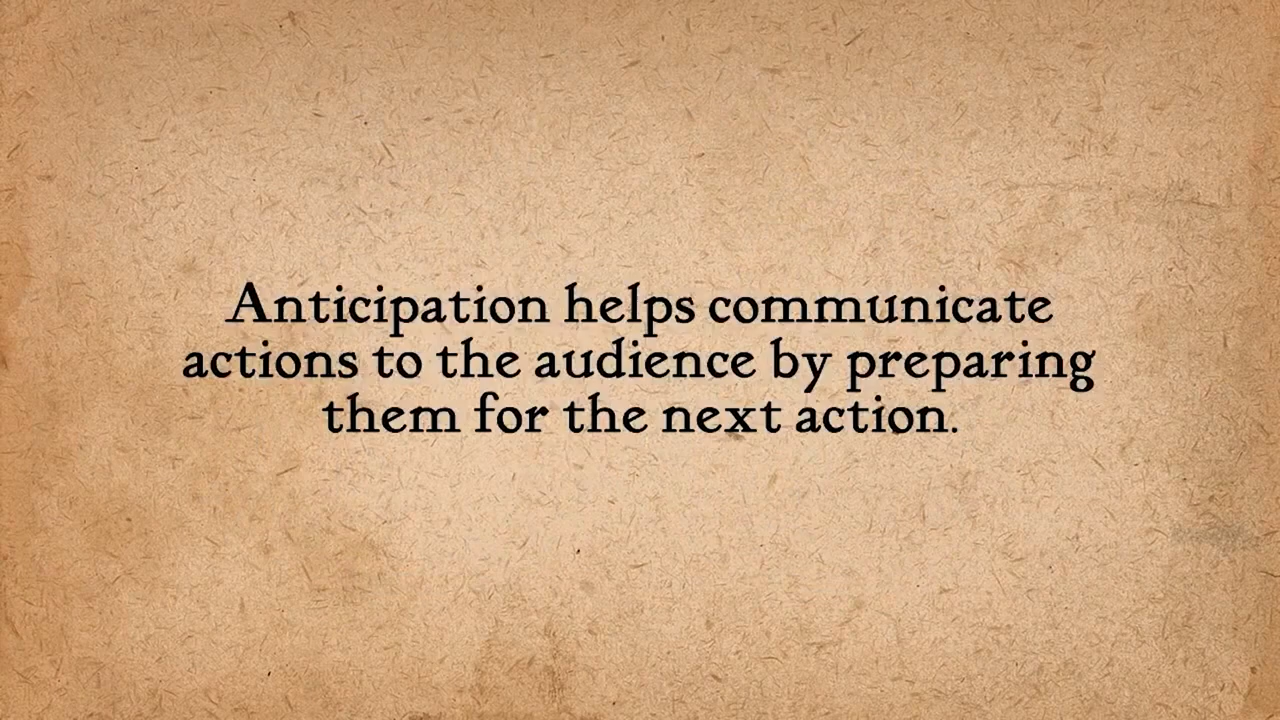 Anticipation helps communicate
actions to the audience by preparing
them for the next action.